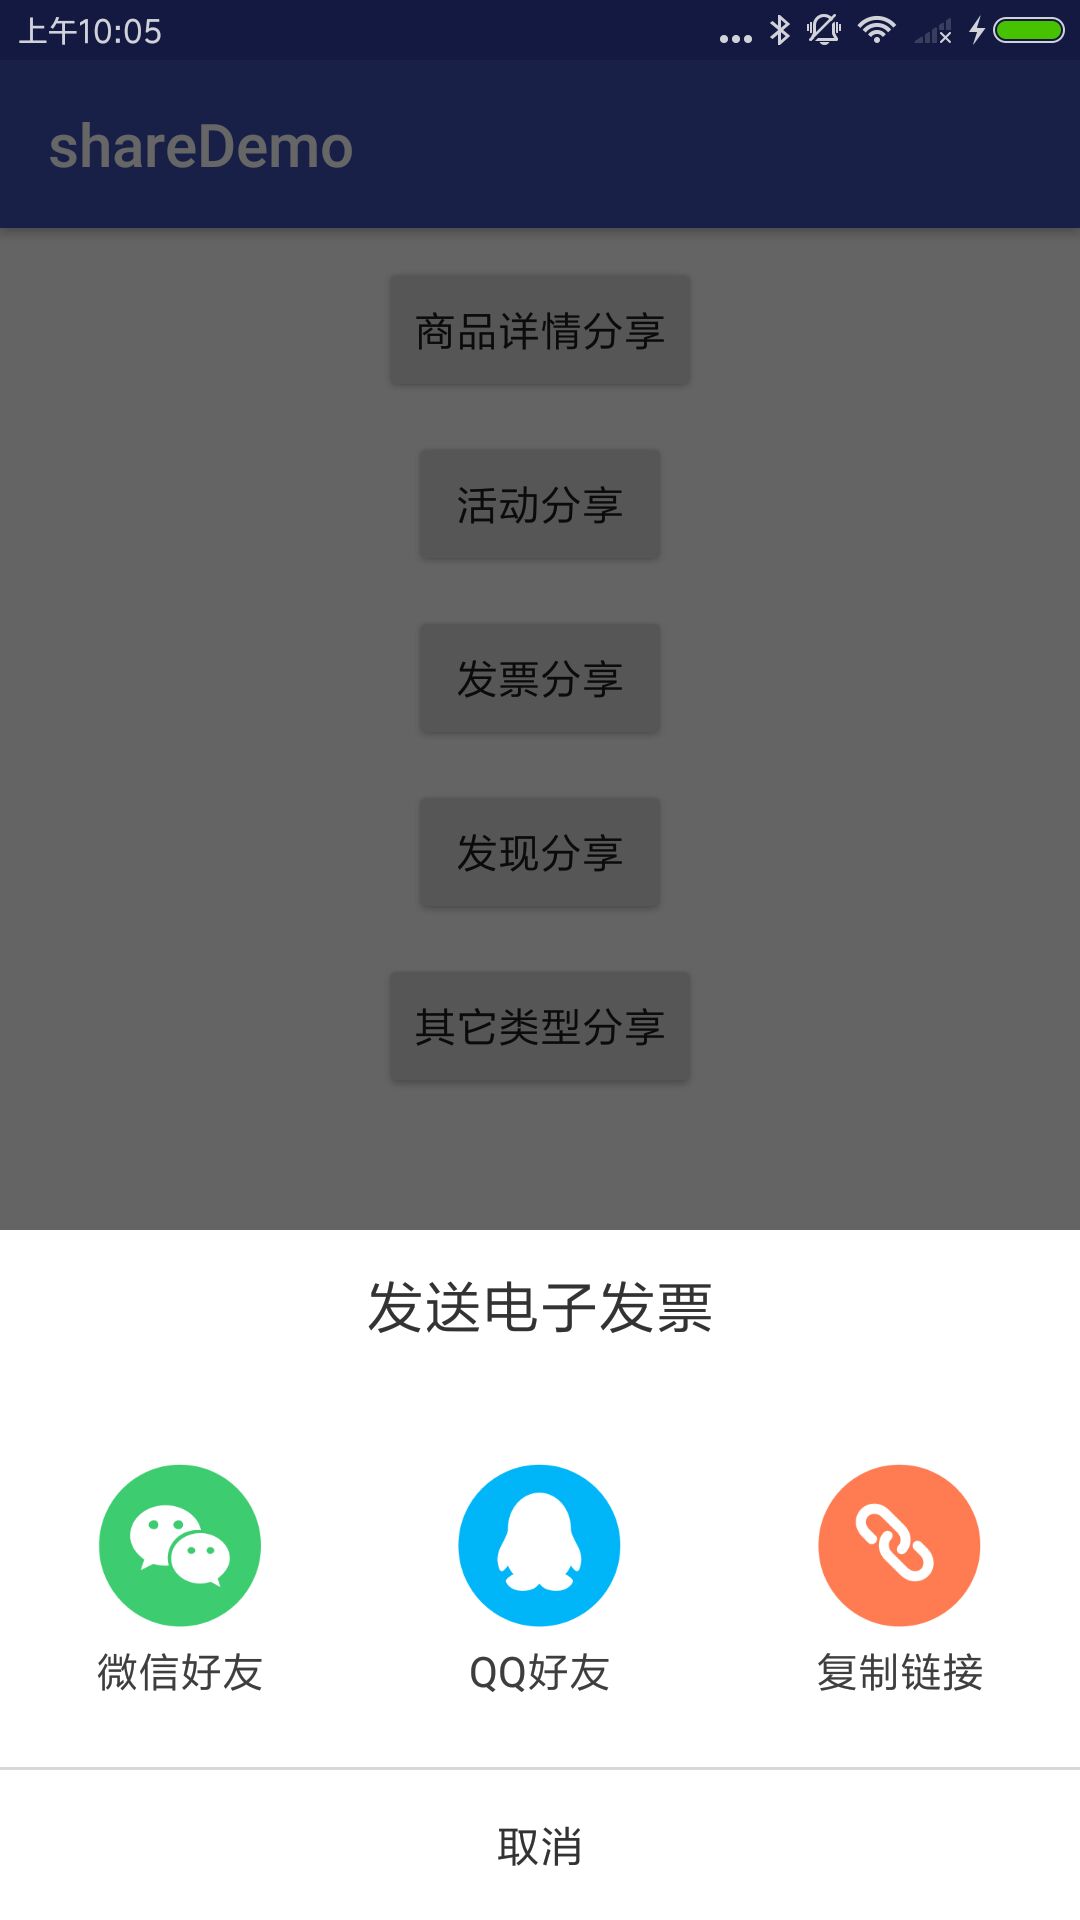 上午10:05
shareDemo
商品详情分享
活动分享
发票分享
发现分享
其它类型分享
发送电子发票
微信好友 QQ好友 复制链接
取消